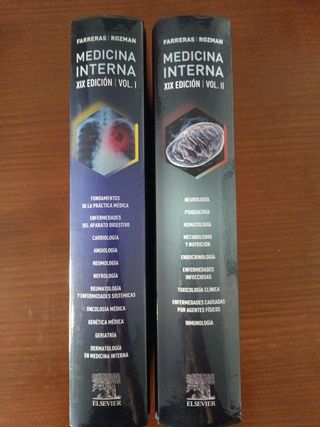 FARRERAS | ROZMAN
MEDICINA
INTERNA
XIX EDICIÓN | VOL. I
FUNDAMENTOS
DE LA PRÁCTICA MÉDICA
ENFERMEDADES
DEL APARATO DIGESTIVO
CARDIOLOGÍA
ANGIOLOGÍA
NEUMOLOGÍA
NEFROLOGÍA
REUMATOLOGÍA
Y ENFERMEDADES SISTÉMICAS
ONCOLOGÍA MÉDICA
GENÉTICA MÉDICA
GERIATRÍA
DERMATOLOGÍA
EN MEDICINA INTERNA
ELSEVIER
FARRERAS | ROZMAN
MEDICINA
INTERNA
XIX EDICIÓN | VOL. II
NEUROLOGÍA
PSIQUIATRÍA
HEMATOLOGÍA
METABOLISMO
Y NUTRICIÓN
ENDOCRINOLOGÍA
ENFERMEDADES
INFECCIOSAS
TOXICOLOGÍA CLÍNICA
ENFERMEDADES CAUSADAS
POR AGENTES FÍSICOS
INMUNOLOGÍA
ELSEVIER